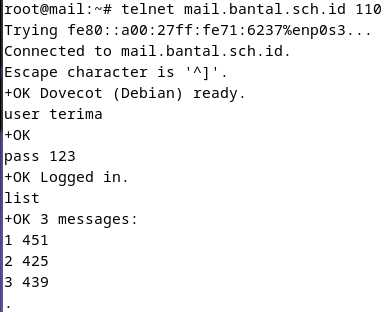 root@mail:~# telnet mail.bantal.sch.id 110
Trying fe80::a00:27ff:fe71:6237%enp0s3...
Connected to mail.bantal.sch.id.
Escape character is '^]'.
+OK Dovecot (Debian) ready.
user terima
+OK
pass 123
+OK Logged in.
list
+OK 3 messages:
1 451
2 425
3 439
.